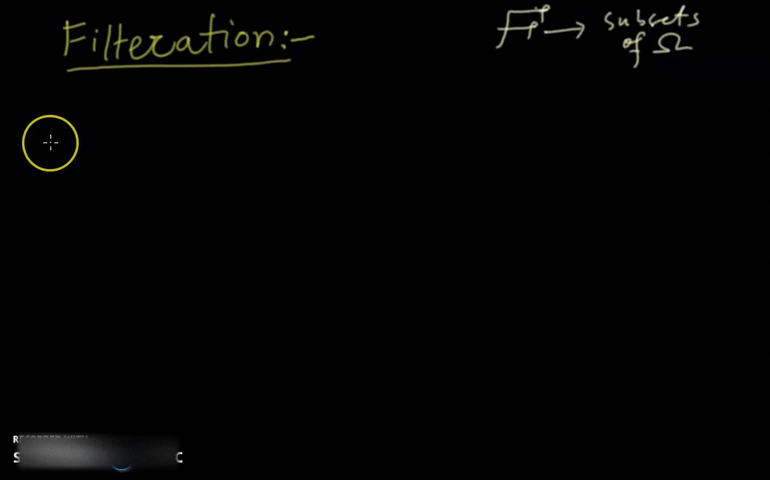 Filteration:-
→ subsets
of Ω